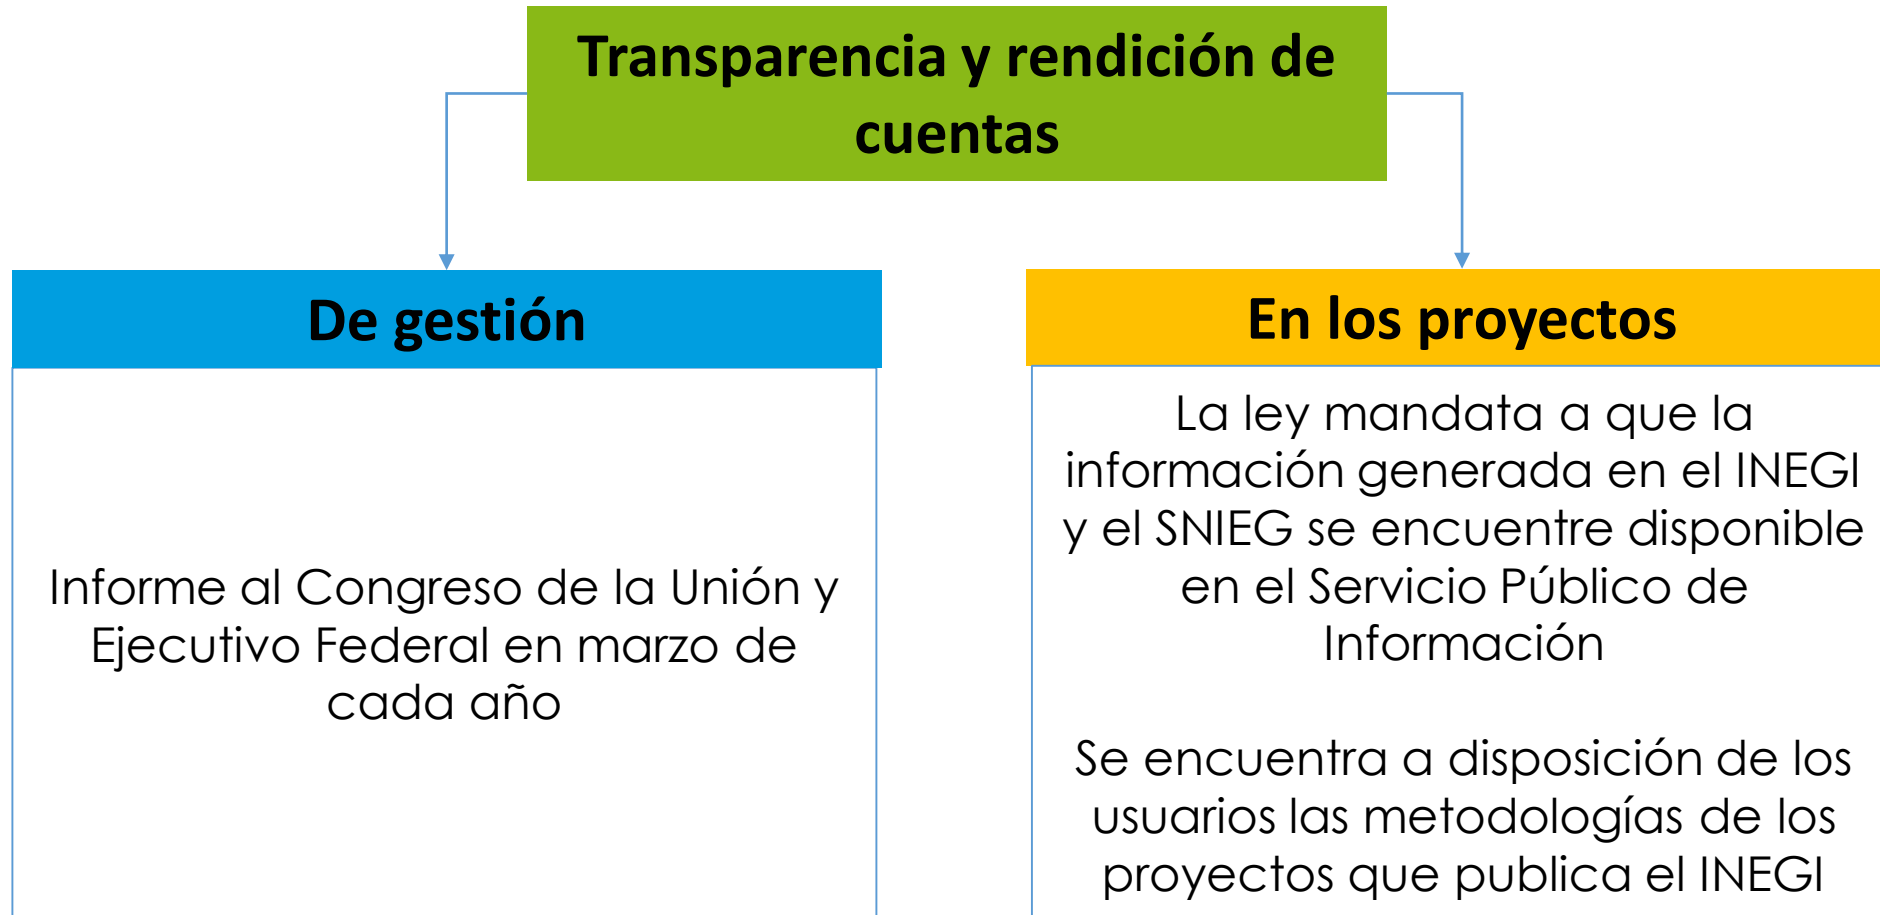 Transparencia y rendición de
cuentas
De gestión
Informe al Congreso de la Unión y
Ejecutivo Federal en marzo de
cada año
En los proyectos
La ley mandata a que la
información generada en el INEGI
y el SNIEG se encuentre disponible
en el Servicio Público de
Información
Se encuentra a disposición de los
usuarios las metodologías de los
proyectos que publica el INEGI